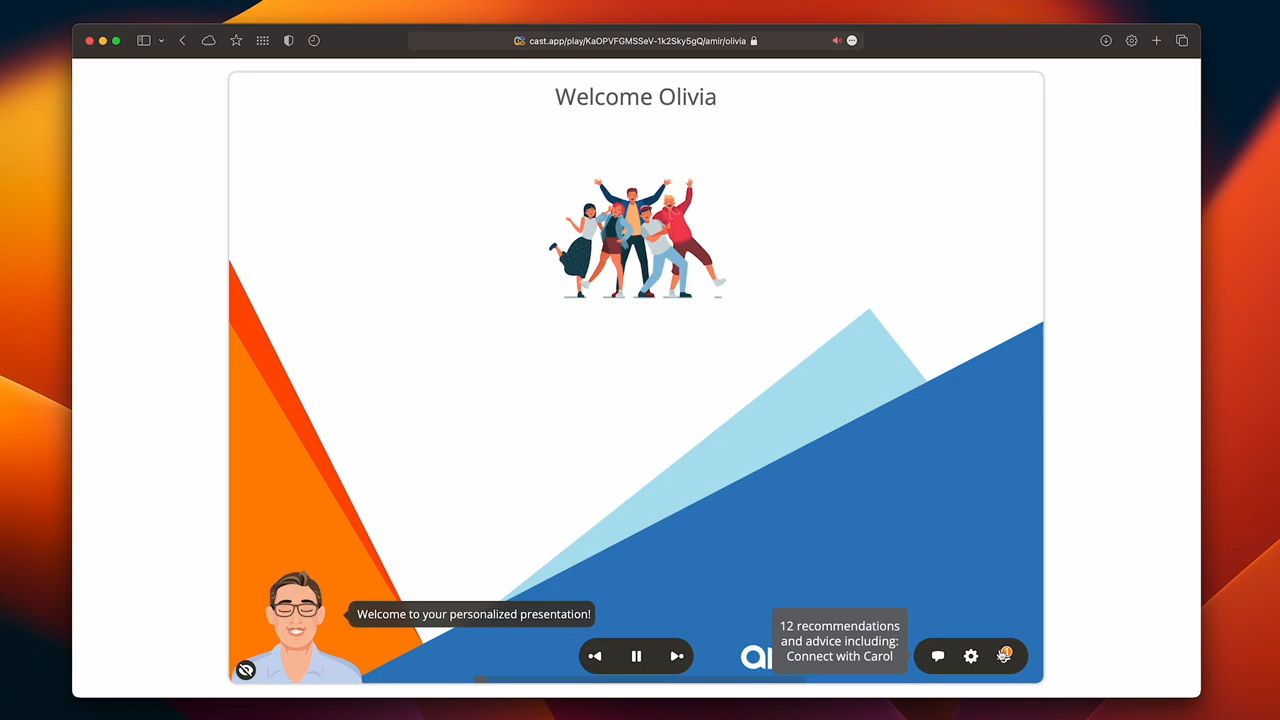 cast.app/play/KaOPVFGMSSeV-1k2Sky5gQ/amir/olivia
Welcome Olivia
Welcome to your personalized presentation!
12 recommendations
and advice including:
Connect with Carol
1